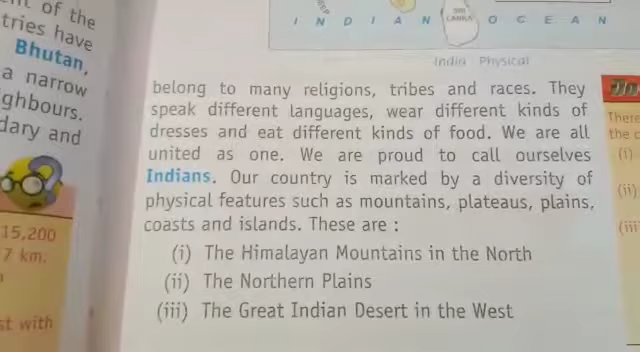 of the
tries have
Bhutan,
a narrow
ghbours.
dary and
15,200
7 km.
st with
INDIAN OCEAN
SRI
LANKA
India Physical
belong to many religions, tribes and races. They
speak different languages, wear different kinds of
dresses and eat different kinds of food. We are all
united as one. We are proud to call ourselves
Indians. Our country is marked by a diversity of
physical features such as mountains, plateaus, plains,
coasts and islands. These are :
(i) The Himalayan Mountains in the North
(ii) The Northern Plains
(iii) The Great Indian Desert in the West
Do
There
the
(i)
(ii)
(iii